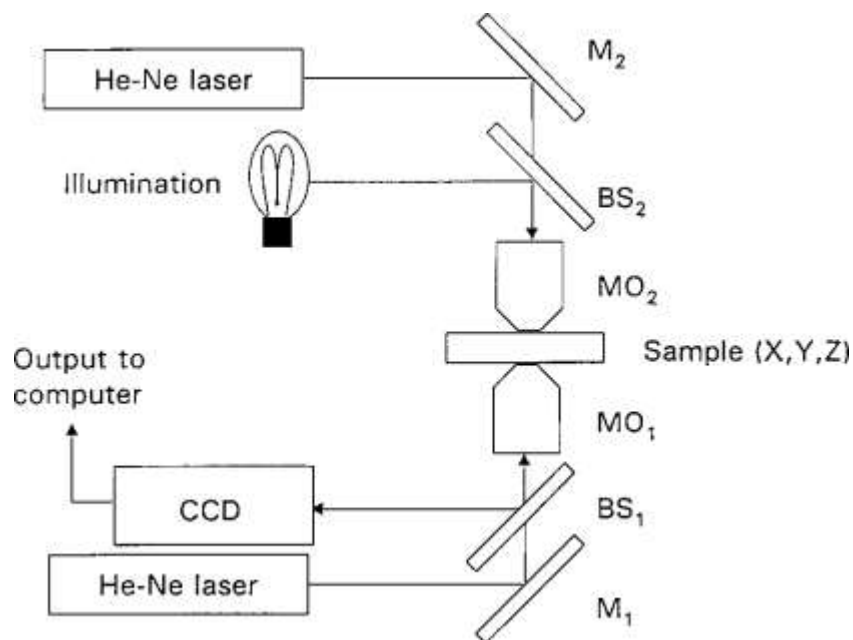 M₂
He-Ne laser
Illumination
BS₂
MO₂
Sample (X,Y,Z)
Output to
computer
MO₁
CCD
BS₁
He-Ne laser
M₁